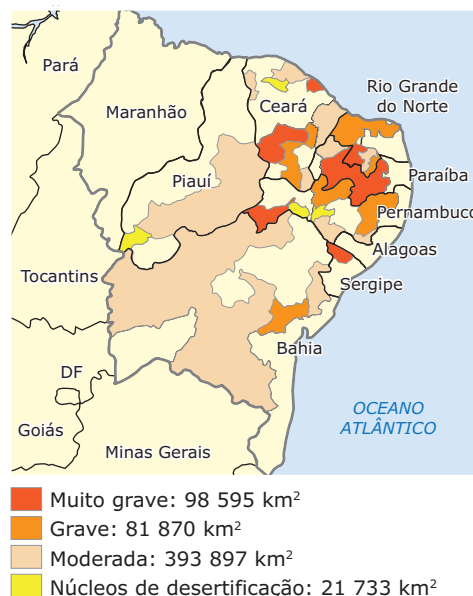 Pará
Maranhão
Ceará
Rio Grande
do Norte
Piauí
Paraíba
Pernambuco
Alagoas
Tocantins
Sergipe
Bahia
DF
Goiás
OCEANO
ATLÂNTICO
Minas Gerais
Muito grave: 98 595 km²
Grave: 81 870 km²
Moderada: 393 897 km²
Núcleos de desertificação: 21 733 km²